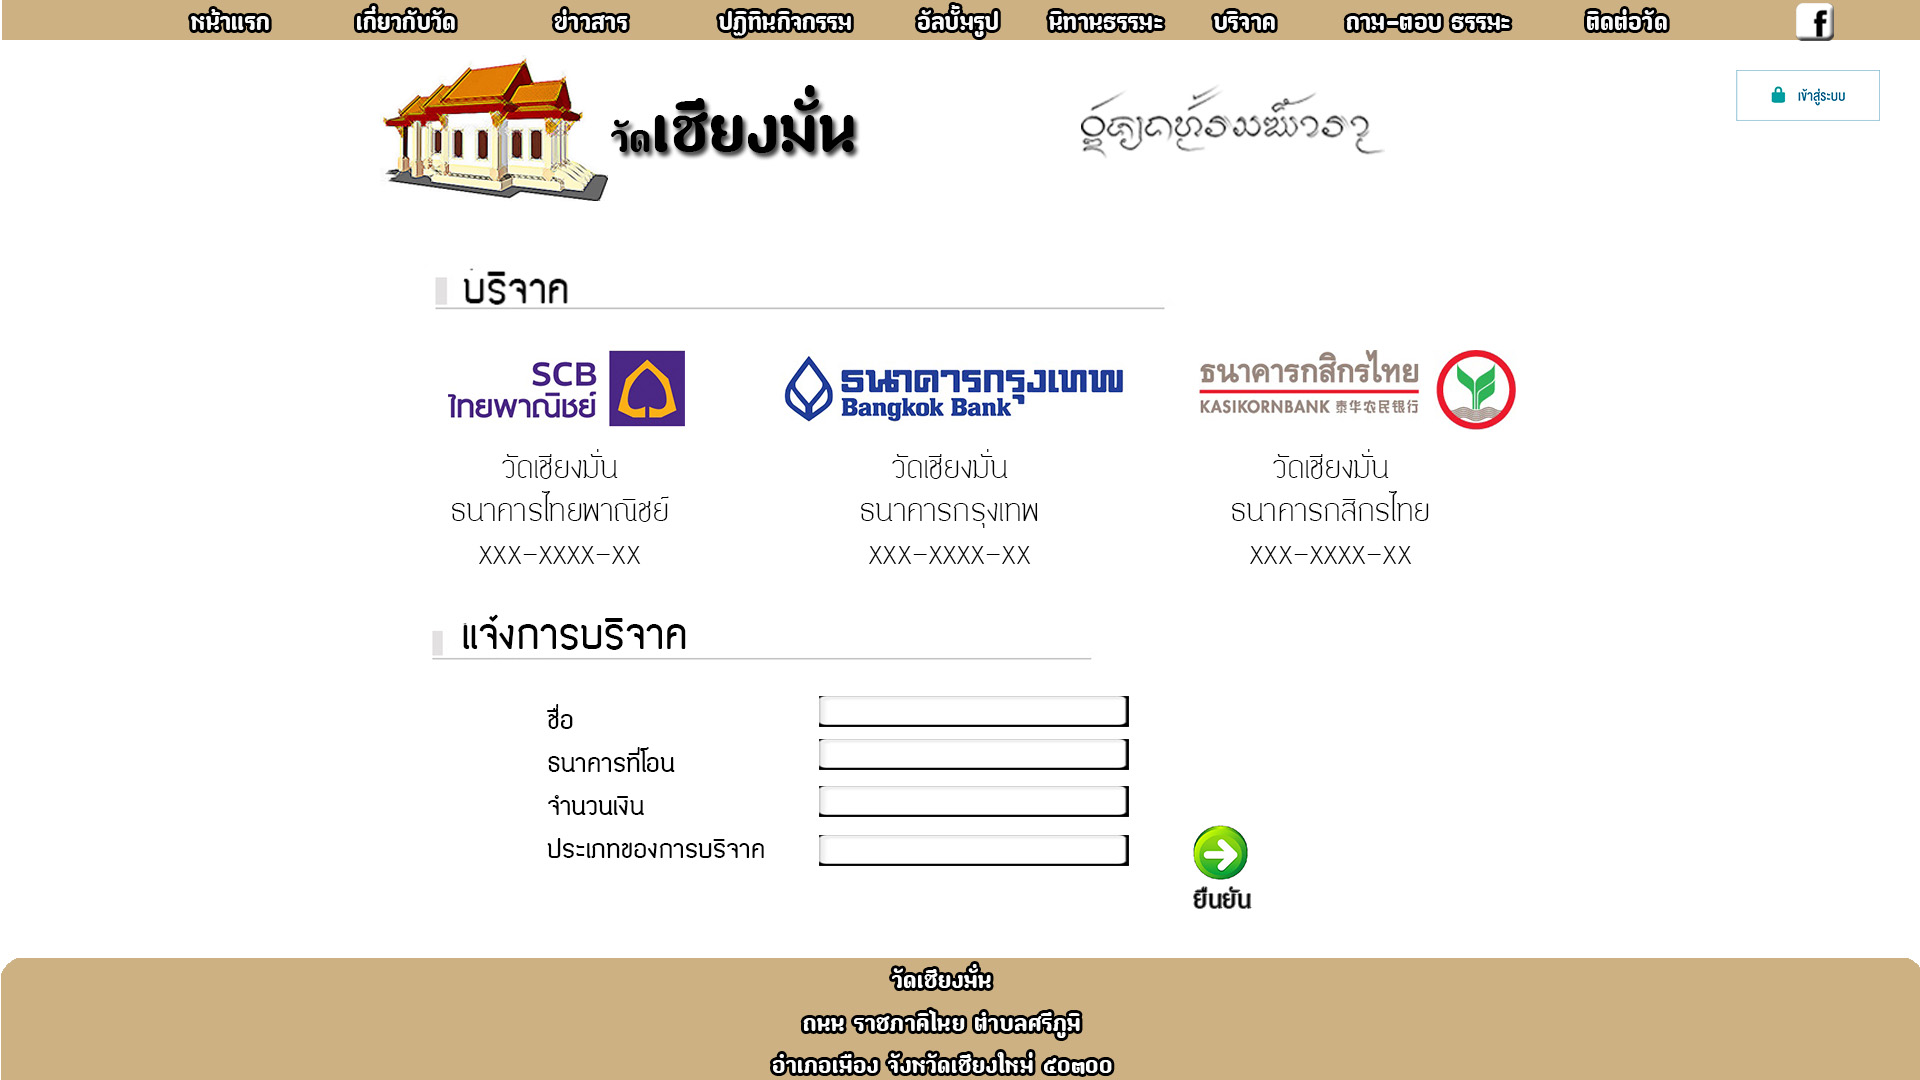 หน้าแรก เกี่ยวกับวัด ข่าวสาร ปฏิทินกิจกรรม อัลบั้มรูป นิทานธรรมะ บริจาค ถาม-ตอบ ธรรมะ ติดต่อวัด f
วัดเชียงมั่น
เข้าสู่ระบบ
บริจาค
SCB
ไทยพาณิชย์
ธนาคารกรุงเทพ
Bangkok Bank
ธนาคารกสิกรไทย
KASIKORNBANK 泰华农民银行
วัดเชียงมั่น
ธนาคารไทยพาณิชย์
XXX-XXXX-XX
วัดเชียงมั่น
ธนาคารกรุงเทพ
XXX-XXXX-XX
วัดเชียงมั่น
ธนาคารกสิกรไทย
XXX-XXXX-XX
แจ้งการบริจาค
ชื่อ
ธนาคารที่โอน
จำนวนเงิน
ประเภทของการบริจาค
ยืนยัน
วัดเชียงมั่น
ถนน ราชภาคิไนย ตำบลศรีภูมิ
อำเภอเมือง จังหวัดเชียงใหม่ ๕๐๓๐๐